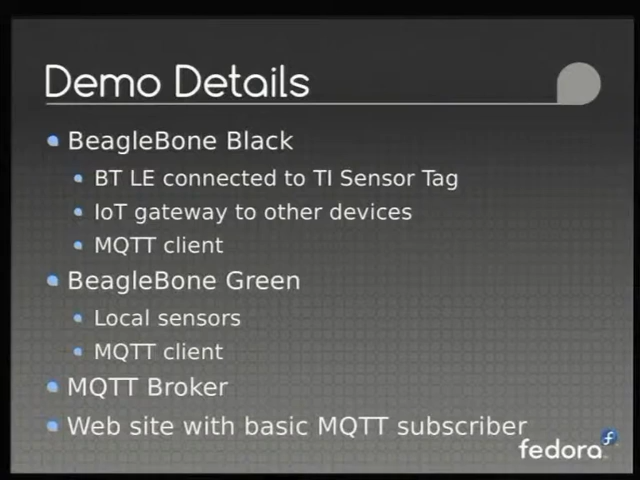 Demo Details
BeagleBone Black
BT LE connected to TI Sensor Tag
IoT gateway to other devices
MQTT client
BeagleBone Green
Local sensors
MQTT client
MQTT Broker
Web site with basic MQTT subscriber
fedora